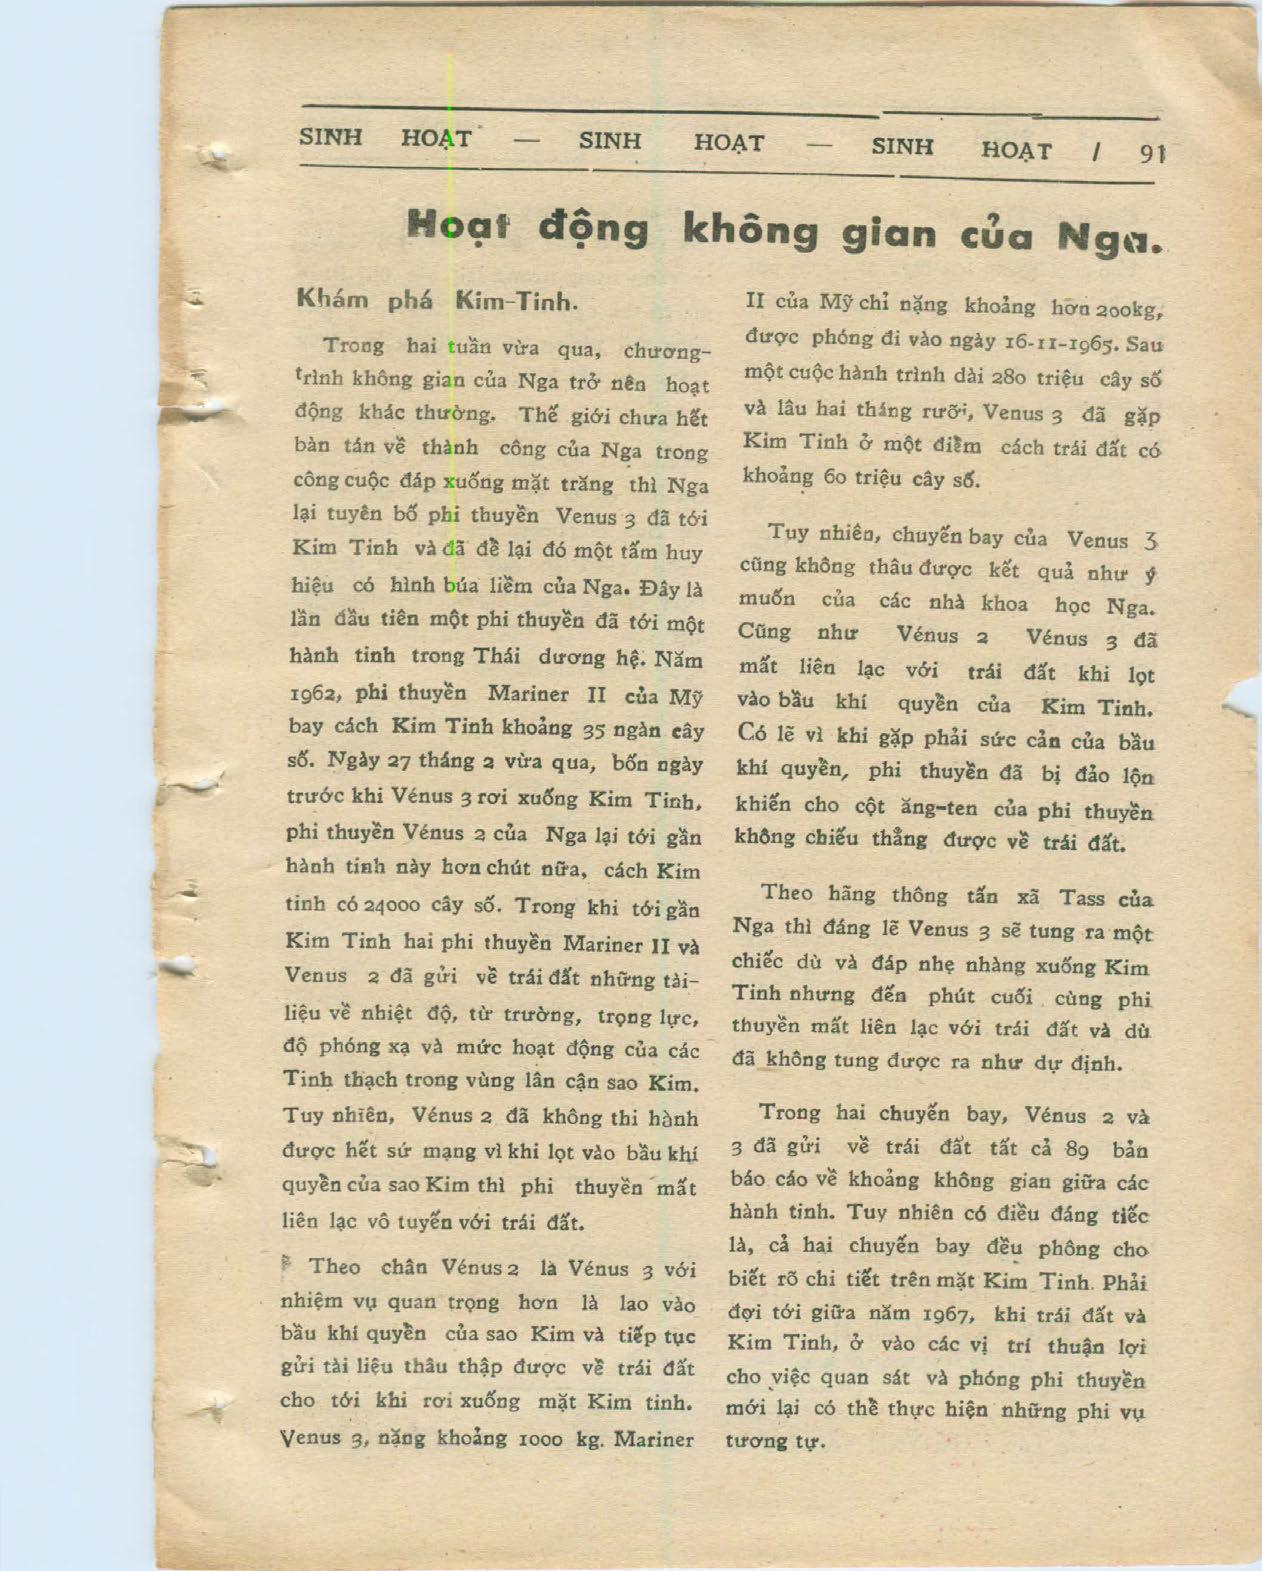 SINH HOẠT — SINH HOẠT — SINH HOẠT / 91
Hoạt động không gian của Nga.
Khám phá Kim-Tinh.
Trong hai tuần vừa qua, chương-
trình không gian của Nga trở nên hoạt
động khác thường. Thế giới chưa hết
bàn tán về thành công của Nga trong
công cuộc đáp xuống mặt trăng thì Nga
lại tuyên bố phi thuyền Venus 3 đã tới
Kim Tinh và đã để lại đó một tấm huy
hiệu có hình búa liềm của Nga. Đây là
lần đầu tiên một phi thuyền đã tới một
hành tinh trong Thái dương hệ. Năm
1962, phi thuyền Mariner II của Mỹ
bay cách Kim Tinh khoảng 35 ngàn cây
số. Ngày 27 tháng 2 vừa qua, bốn ngày
trước khi Vénus 3 rơi xuống Kim Tinh,
phi thuyền Vénus 2 của Nga lại tới gần
hành tinh này hơn chút nữa, cách Kim
tinh có 24000 cây số. Trong khi tới gần
Kim Tinh hai phi thuyền Mariner II và
Venus 2 đã gửi về trái đất những tài-
liệu về nhiệt độ, từ trường, trọng lực,
độ phóng xạ và mức hoạt động của các
Tinh thạch trong vùng lân cận sao Kim.
Tuy nhiên, Vénus 2 đã không thi hành
được hết sứ mạng vì khi lọt vào bầu khí
quyền của sao Kim thì phi thuyền mất
liên lạc vô tuyến với trái đất.
Theo chân Vénus 2 là Vénus 3 với
nhiệm vụ quan trọng hơn là lao vào
bầu khí quyền của sao Kim và tiếp tục
gửi tài liệu thâu thập được về trái đất
cho tới khi rơi xuống mặt Kim tinh.
Venus 3, nặng khoảng 1000 kg. Mariner
II của Mỹ chỉ nặng khoảng hơn 200kg,
được phóng đi vào ngày 16-11-1965. Sau
một cuộc hành trình dài 280 triệu cây số
và lâu hai tháng rưỡi, Venus 3 đã gặp
Kim Tinh ở một điểm cách trái đất có
khoảng 60 triệu cây số.
Tuy nhiên, chuyến bay của Venus 3
cũng không thâu được kết quả như ý
muốn của các nhà khoa học Nga.
Cũng như Vénus 2 Vénus 3 đã
mất liên lạc với trái đất khi lọt
vào bầu khí quyền của Kim Tinh.
Có lẽ vì khi gặp phải sức cản của bầu
khí quyền, phi thuyền đã bị đảo lộn
khiến cho cột ăng-ten của phi thuyền
không chiếu thẳng được về trái đất.
Theo hãng thông tấn xã Tass của
Nga thì đáng lẽ Venus 3 sẽ tung ra một
chiếc dù và đáp nhẹ nhàng xuống Kim
Tinh nhưng đến phút cuối cùng phi
thuyền mất liên lạc với trái đất và dù
đã không tung được ra như dự định.
Trong hai chuyến bay, Vénus 2 và
3 đã gửi về trái đất tất cả 89 bản
báo cáo về khoảng không gian giữa các
hành tinh. Tuy nhiên có điều đáng tiếc
là, cả hai chuyến bay đều phông cho
biết rõ chi tiết trên mặt Kim Tinh. Phải
đợi tới giữa năm 1967, khi trái đất và
Kim Tinh, ở vào các vị trí thuận lợi
cho việc quan sát và phóng phi thuyền
mới lại có thể thực hiện những phi vụ
tương tự.